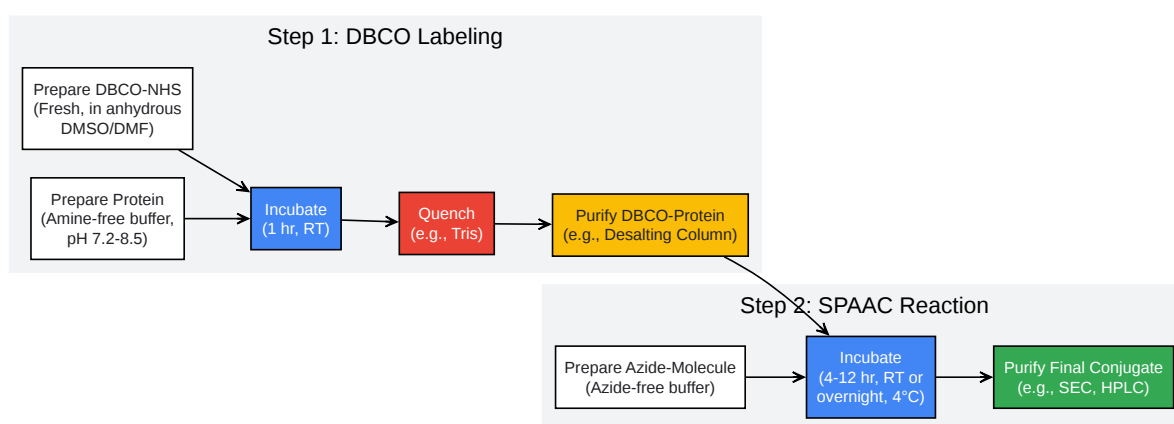 Step 1: DBCO Labeling
Prepare DBCO-NHS
(Fresh, in anhydrous
DMSO/DMF)
Prepare Protein
(Amine-free buffer,
pH 7.2-8.5)
Incubate
(1 hr, RT)
Quench
(e.g., Tris)
Purify DBCO-Protein
(e.g., Desalting Column)
Step 2: SPAAC Reaction
Prepare Azide-Molecule
(Azide-free buffer)
Incubate
(4-12 hr, RT or
overnight, 4°C)
Purify Final Conjugate
(e.g., SEC, HPLC)